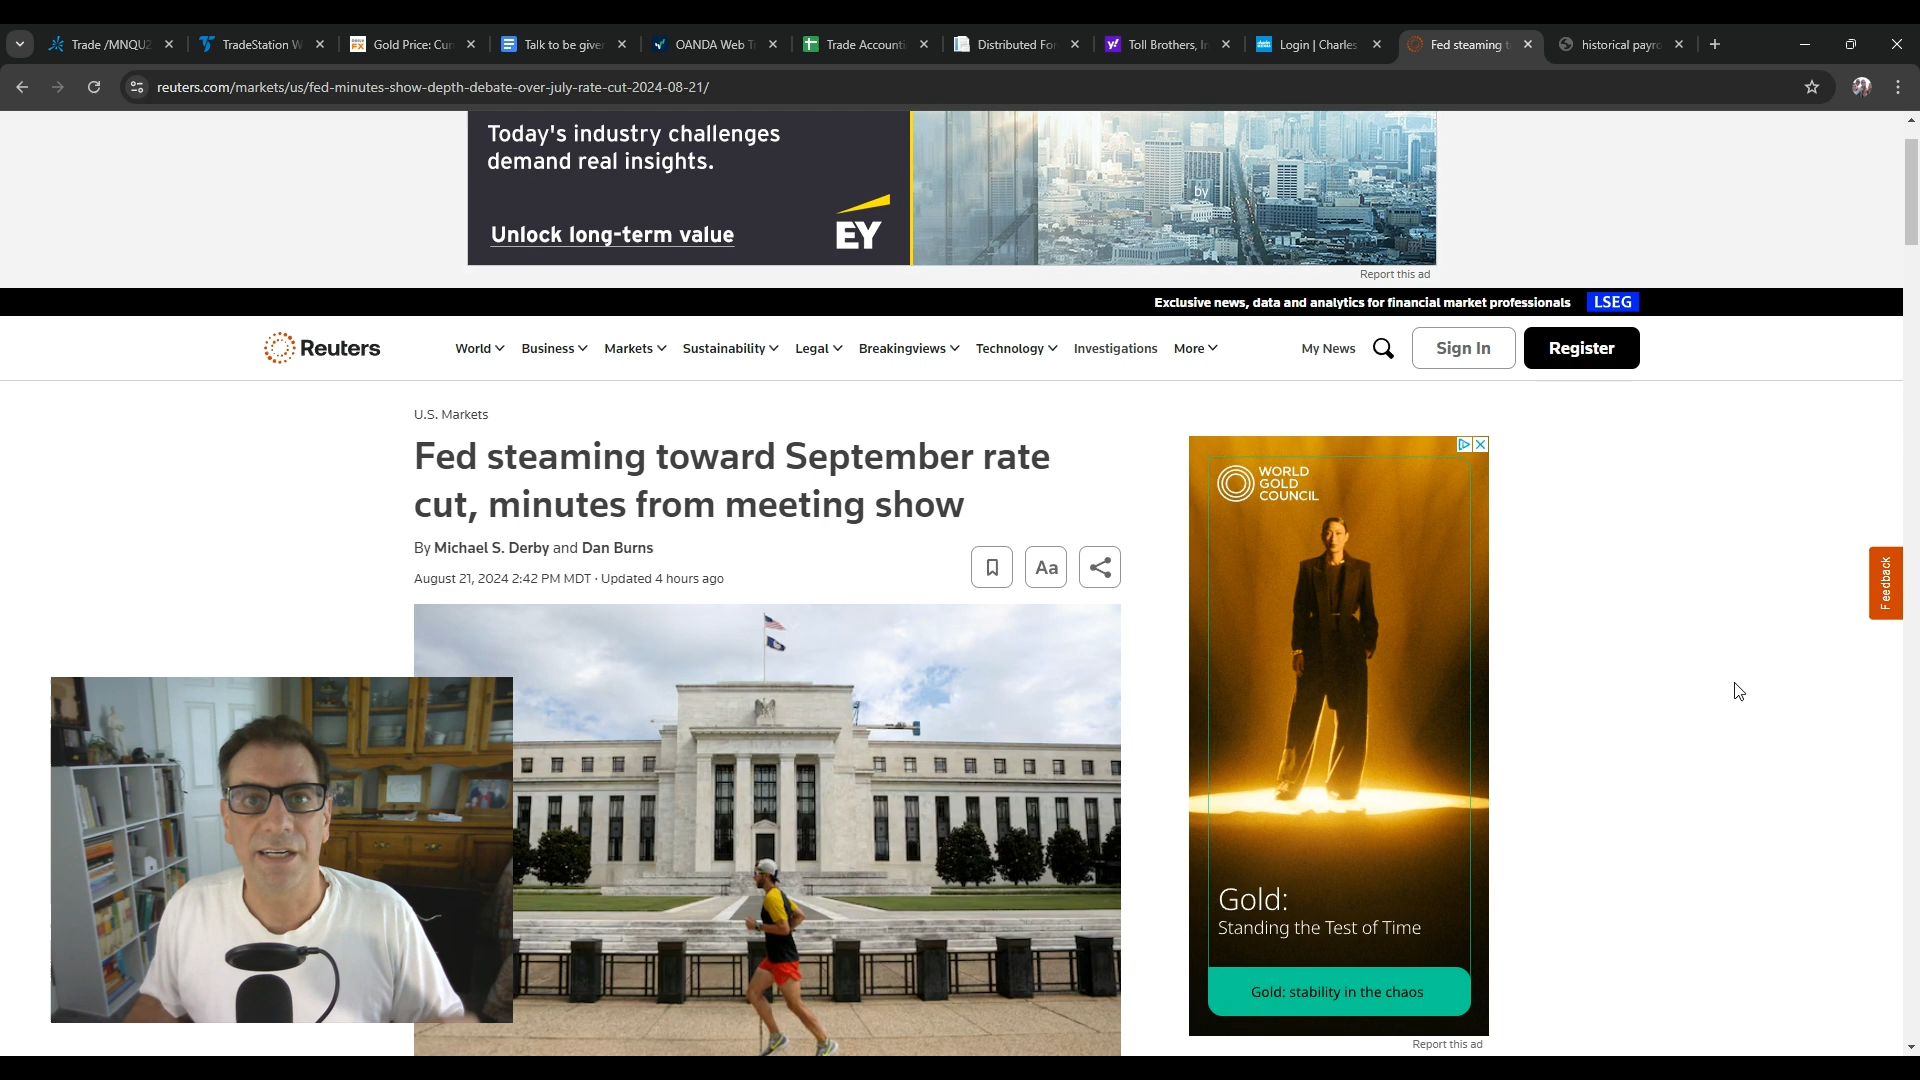 Trade /MNQU2
TradeStation W
Gold Price: Cur
Talk to be give
OANDA Web T
Trade Accounti
Distributed For
Toll Brothers, In
Login | Charles
Fed steaming t
historical payro
reuters.com/markets/us/fed-minutes-show-depth-debate-over-july-rate-cut-2024-08-21/
Today's industry challenges
demand real insights.
Unlock long-term value
EY
by
Report this ad
Exclusive news, data and analytics for financial market professionals LSEG
Reuters
World Business Markets Sustainability Legal Breakingviews Technology Investigations More
My News Sign In Register
U.S. Markets
Fed steaming toward September rate
cut, minutes from meeting show
By Michael S. Derby and Dan Burns
August 21, 2024 2:42 PM MDT · Updated 4 hours ago
Aa
WORLD
GOLD
COUNCIL
Gold:
Standing the Test of Time
Gold: stability in the chaos
Report this ad
Feedback